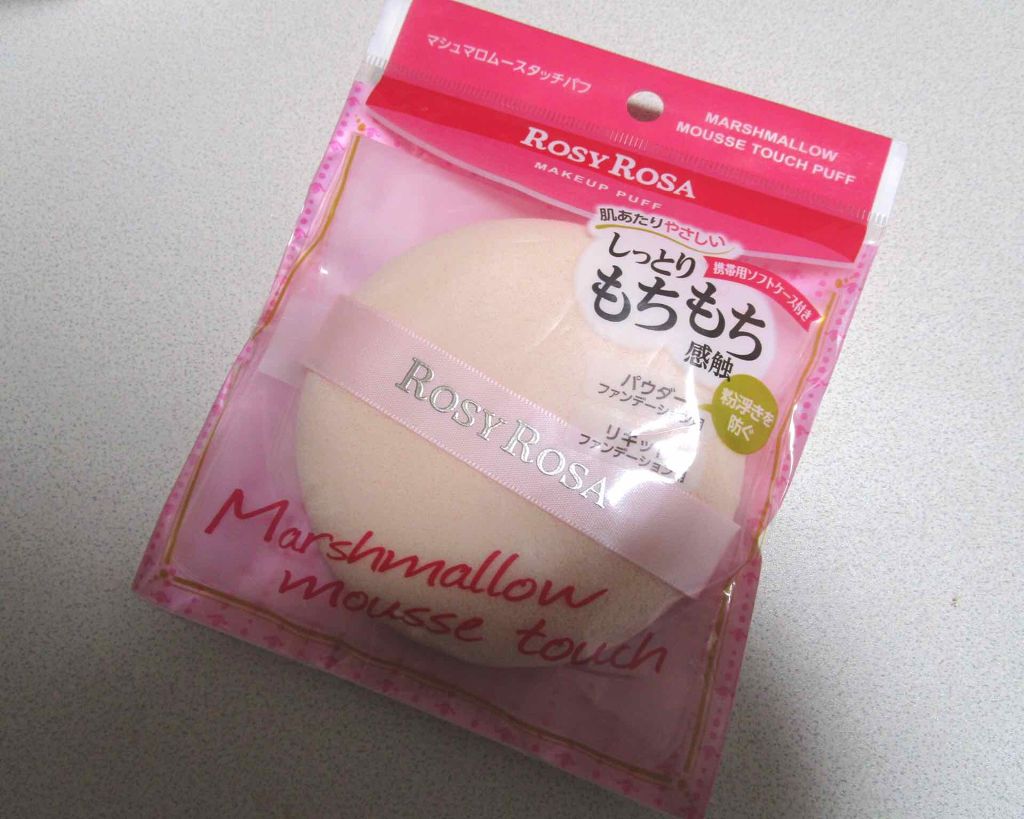 マシュマロムースタッチパフ
MARSHMALLOW
MOUSSE TOUCH PUFF
ROSY ROSA
MAKEUP PUFF
肌あたりやさしい
しっとり
携帯用ソフトケース付き
もちもち
感触
パウダー
ファンデーション用
粉浮きを
防ぐ
リキッド
ファンデーション用
ROSY ROSA
Marshmallow
mousse touch